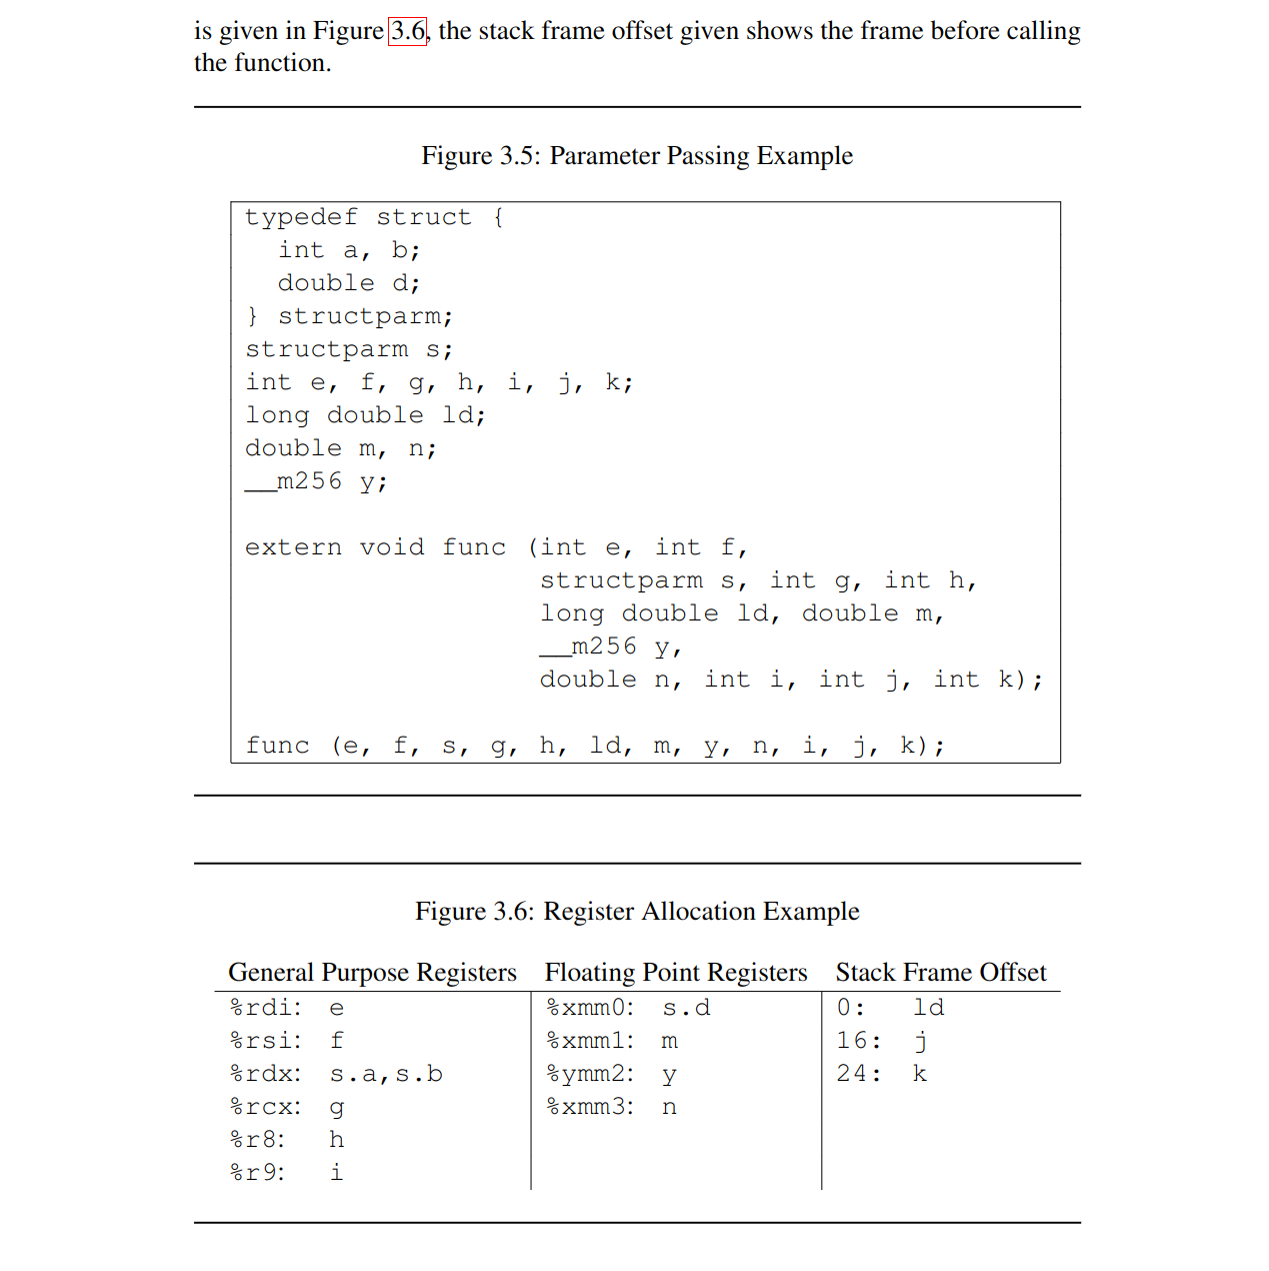 is given in Figure 3.6, the stack frame offset given shows the frame before calling
the function.
Figure 3.5: Parameter Passing Example
typedef struct {
  int a, b;
  double d;
} structparm;
structparm s;
int e, f, g, h, i, j, k;
long double ld;
double m, n;
__m256 y;

extern void func (int e, int f,
                  structparm s, int g, int h,
                  long double ld, double m,
                  __m256 y,
                  double n, int i, int j, int k);

func (e, f, s, g, h, ld, m, y, n, i, j, k);
Figure 3.6: Register Allocation Example
General Purpose Registers Floating Point Registers Stack Frame Offset
%rdi: e %xmm0: s.d 0: ld
%rsi: f %xmm1: m 16: j
%rdx: s.a,s.b %ymm2: y 24: k
%rcx: g %xmm3: n
%r8: h
%r9: i